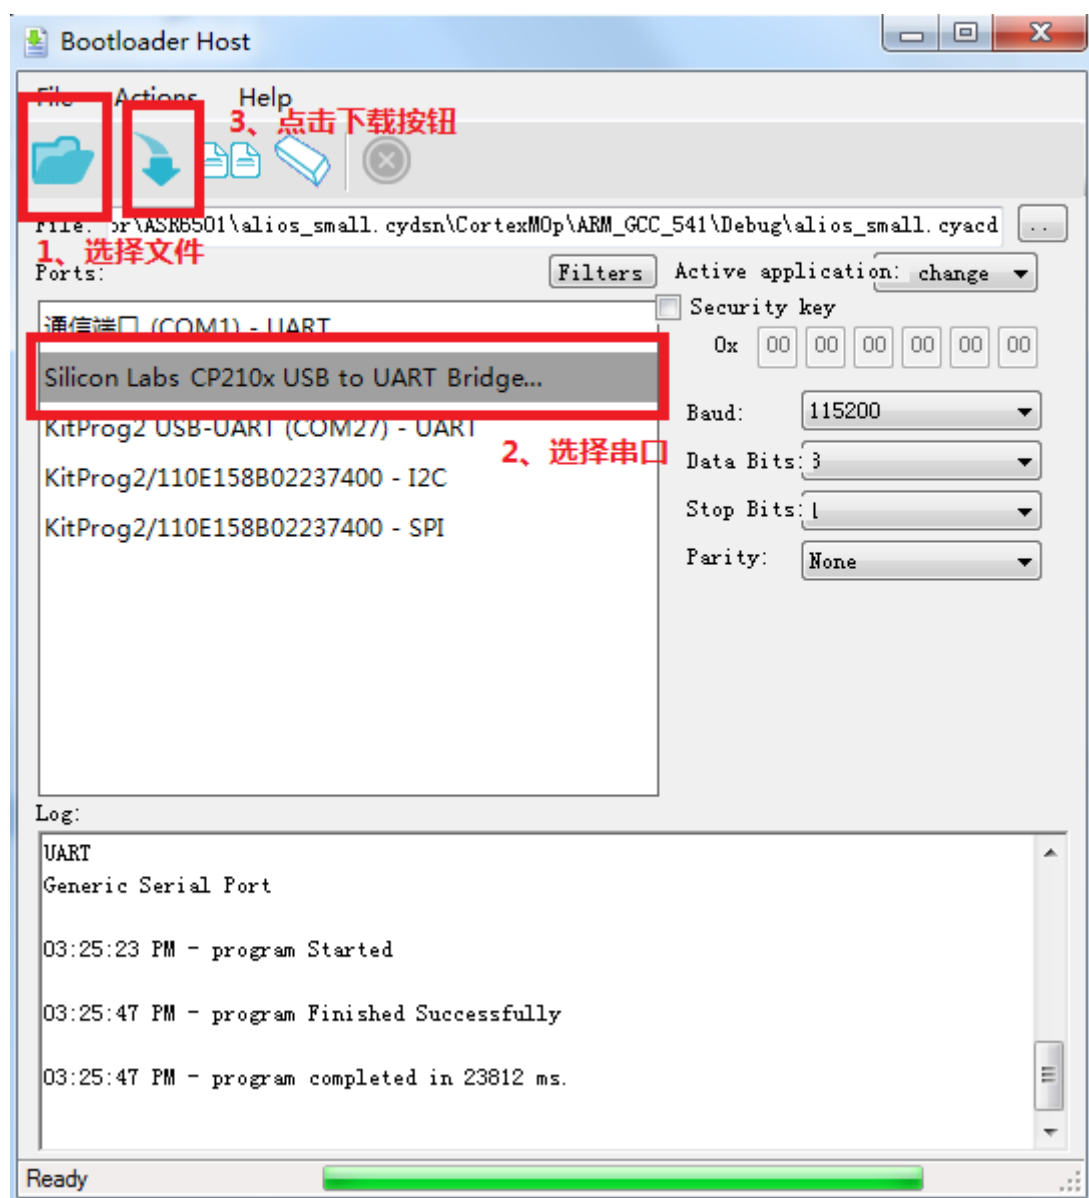 Bootloader Host
File Actions Help
3、点击下载按钮
File: or\ASR6501\alios_small.cydsn\CortexM0p\ARM_GCC_541\Debug\alios_small.cyacd ..
1、选择文件
Ports: Filters Active application: change
Security key
0x 00 00 00 00 00 00
通信端口 (COM1) - UART
Silicon Labs CP210x USB to UART Bridge...
KitProg2 USB-UART (COM27) - UART
2、选择串口
KitProg2/110E158B02237400 - I2C
KitProg2/110E158B02237400 - SPI
Baud: 115200
Data Bits: 8
Stop Bits: 1
Parity: None
Log:
UART
Generic Serial Port
03:25:23 PM - program Started
03:25:47 PM - program Finished Successfully
03:25:47 PM - program completed in 23812 ms.
Ready